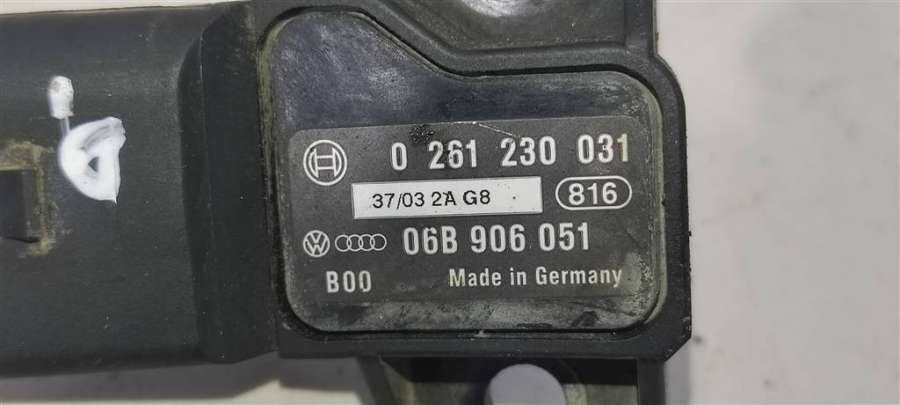 0 261 230 031
37/03 2A G8 816
06B 906 051
B00 Made in Germany